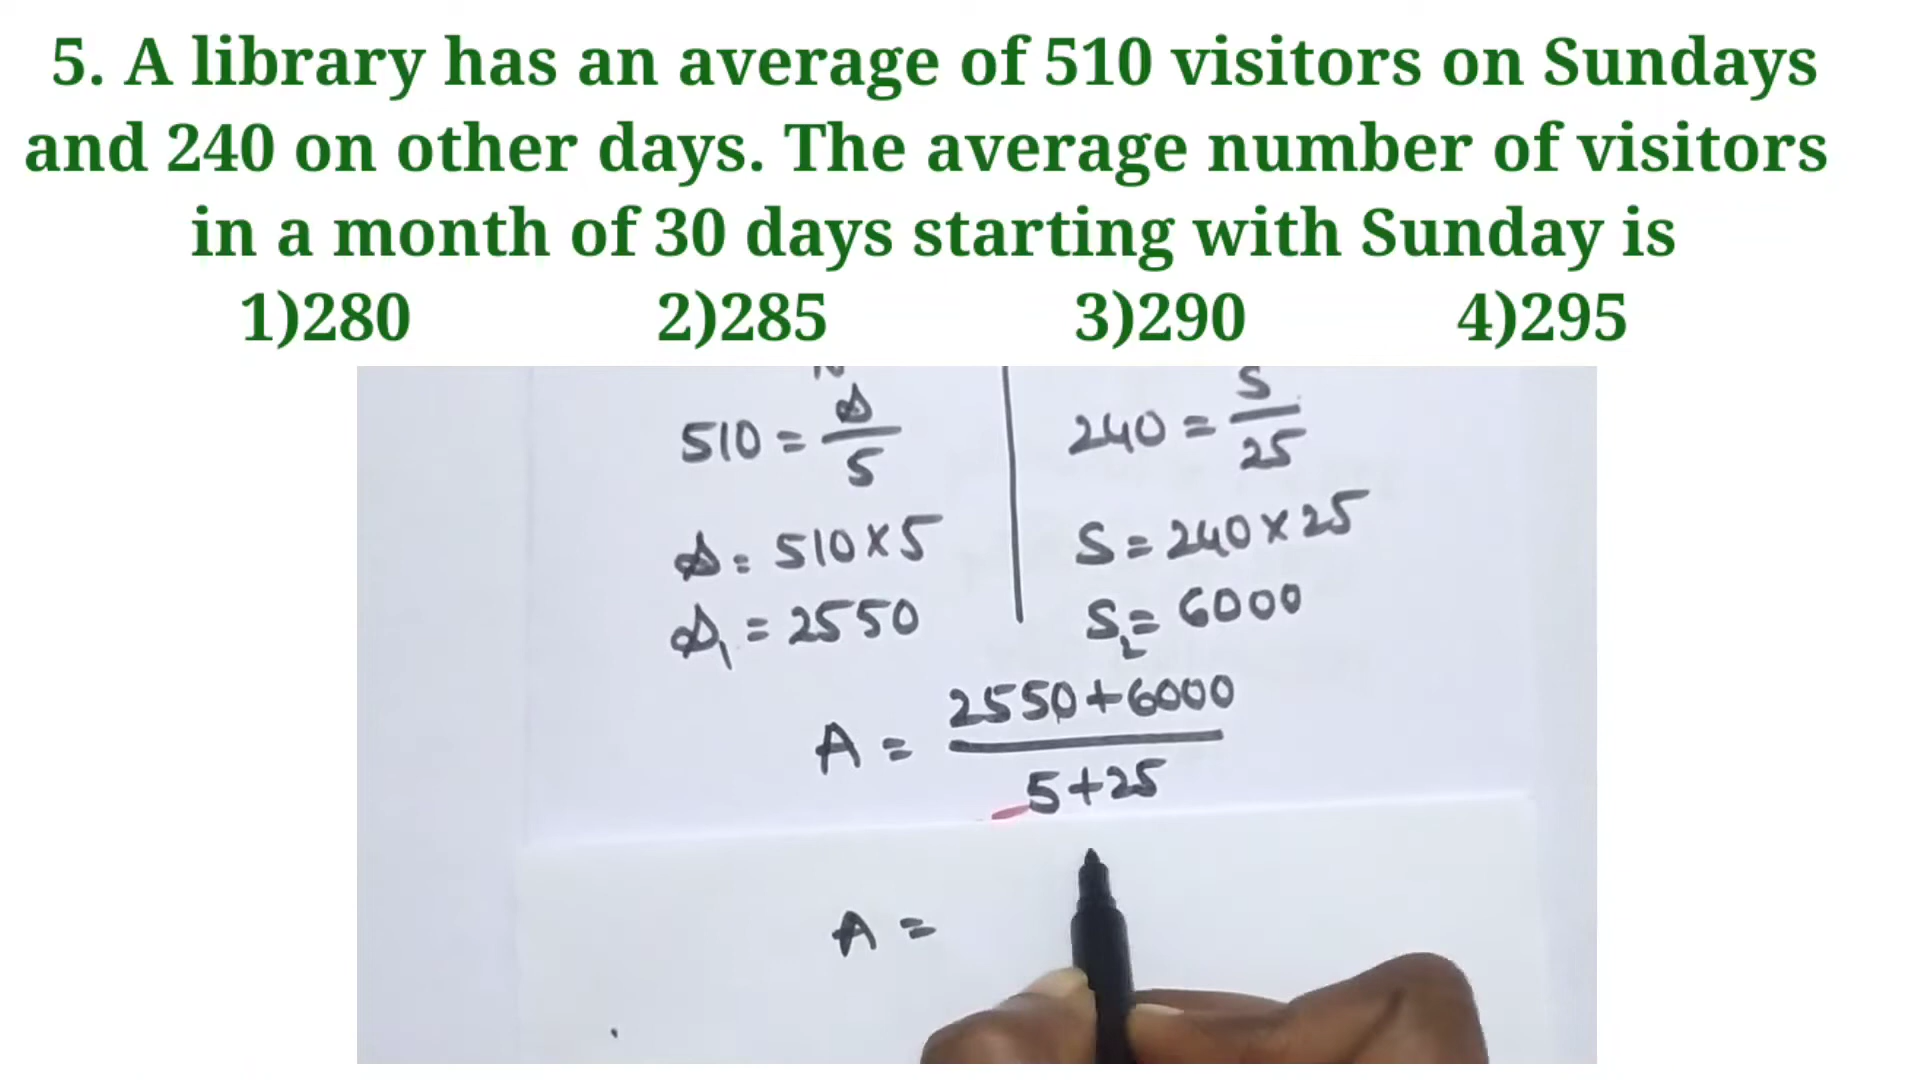 5. A library has an average of 510 visitors on Sundays
and 240 on other days. The average number of visitors
in a month of 30 days starting with Sunday is
1)280 2)285 3)290 4)295
510 = S/5
240 = S/25
S = 510 × 5
S = 240 × 25
S₁ = 2550
S₂ = 6000
A = 2550+6000 / 5+25
A =